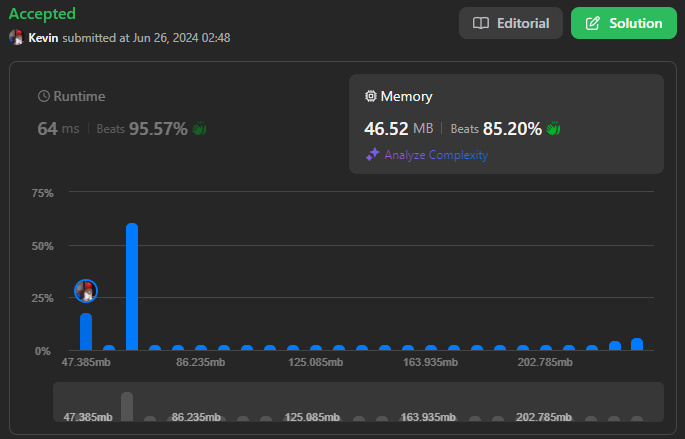 Accepted
Kevin submitted at Jun 26, 2024 02:48
Editorial
Solution
Runtime
64 ms Beats 95.57%
Memory
46.52 MB Beats 85.20%
Analyze Complexity
75%
50%
25%
0%
47.385mb 86.235mb 125.085mb 163.935mb 202.785mb
47.385mb 86.235mb 125.085mb 163.935mb 202.785mb